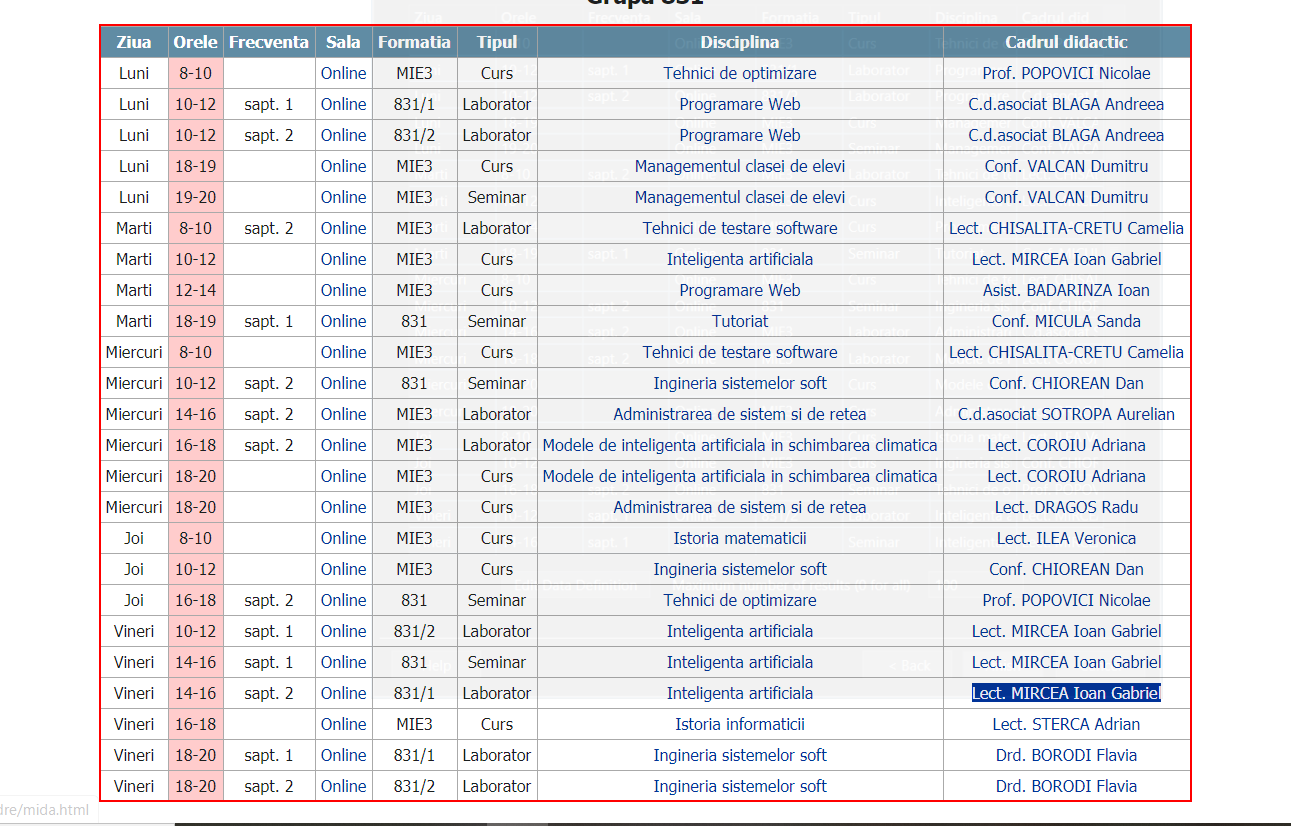 Grupa 831
Ziua Orele Frecventa Sala Formatia Tipul Disciplina Cadrul didactic
Luni 8-10 Online MIE3 Curs Tehnici de optimizare Prof. POPOVICI Nicolae
Luni 10-12 sapt. 1 Online 831/1 Laborator Programare Web C.d.asociat BLAGA Andreea
Luni 10-12 sapt. 2 Online 831/2 Laborator Programare Web C.d.asociat BLAGA Andreea
Luni 18-19 Online MIE3 Curs Managementul clasei de elevi Conf. VALCAN Dumitru
Luni 19-20 Online MIE3 Seminar Managementul clasei de elevi Conf. VALCAN Dumitru
Marti 8-10 sapt. 2 Online MIE3 Laborator Tehnici de testare software Lect. CHISALITA-CRETU Camelia
Marti 10-12 Online MIE3 Curs Inteligenta artificiala Lect. MIRCEA Ioan Gabriel
Marti 12-14 Online MIE3 Curs Programare Web Asist. BADARINZA Ioan
Marti 18-19 sapt. 1 Online 831 Seminar Tutoriat Conf. MICULA Sanda
Miercuri 8-10 Online MIE3 Curs Tehnici de testare software Lect. CHISALITA-CRETU Camelia
Miercuri 10-12 sapt. 2 Online 831 Seminar Ingineria sistemelor soft Conf. CHIOREAN Dan
Miercuri 14-16 sapt. 2 Online MIE3 Laborator Administrarea de sistem si de retea C.d.asociat SOTROPA Aurelian
Miercuri 16-18 sapt. 2 Online MIE3 Laborator Modele de inteligenta artificiala in schimbarea climatica Lect. COROIU Adriana
Miercuri 18-20 Online MIE3 Curs Modele de inteligenta artificiala in schimbarea climatica Lect. COROIU Adriana
Miercuri 18-20 Online MIE3 Curs Administrarea de sistem si de retea Lect. DRAGOS Radu
Joi 8-10 Online MIE3 Curs Istoria matematicii Lect. ILEA Veronica
Joi 10-12 Online MIE3 Curs Ingineria sistemelor soft Conf. CHIOREAN Dan
Joi 16-18 sapt. 2 Online 831 Seminar Tehnici de optimizare Prof. POPOVICI Nicolae
Vineri 10-12 sapt. 1 Online 831/2 Laborator Inteligenta artificiala Lect. MIRCEA Ioan Gabriel
Vineri 14-16 sapt. 1 Online 831 Seminar Inteligenta artificiala Lect. MIRCEA Ioan Gabriel
Vineri 14-16 sapt. 2 Online 831/1 Laborator Inteligenta artificiala Lect. MIRCEA Ioan Gabriel
Vineri 16-18 Online MIE3 Curs Istoria informaticii Lect. STERCA Adrian
Vineri 18-20 sapt. 1 Online 831/1 Laborator Ingineria sistemelor soft Drd. BORODI Flavia
Vineri 18-20 sapt. 2 Online 831/2 Laborator Ingineria sistemelor soft Drd. BORODI Flavia
dre/mida.html